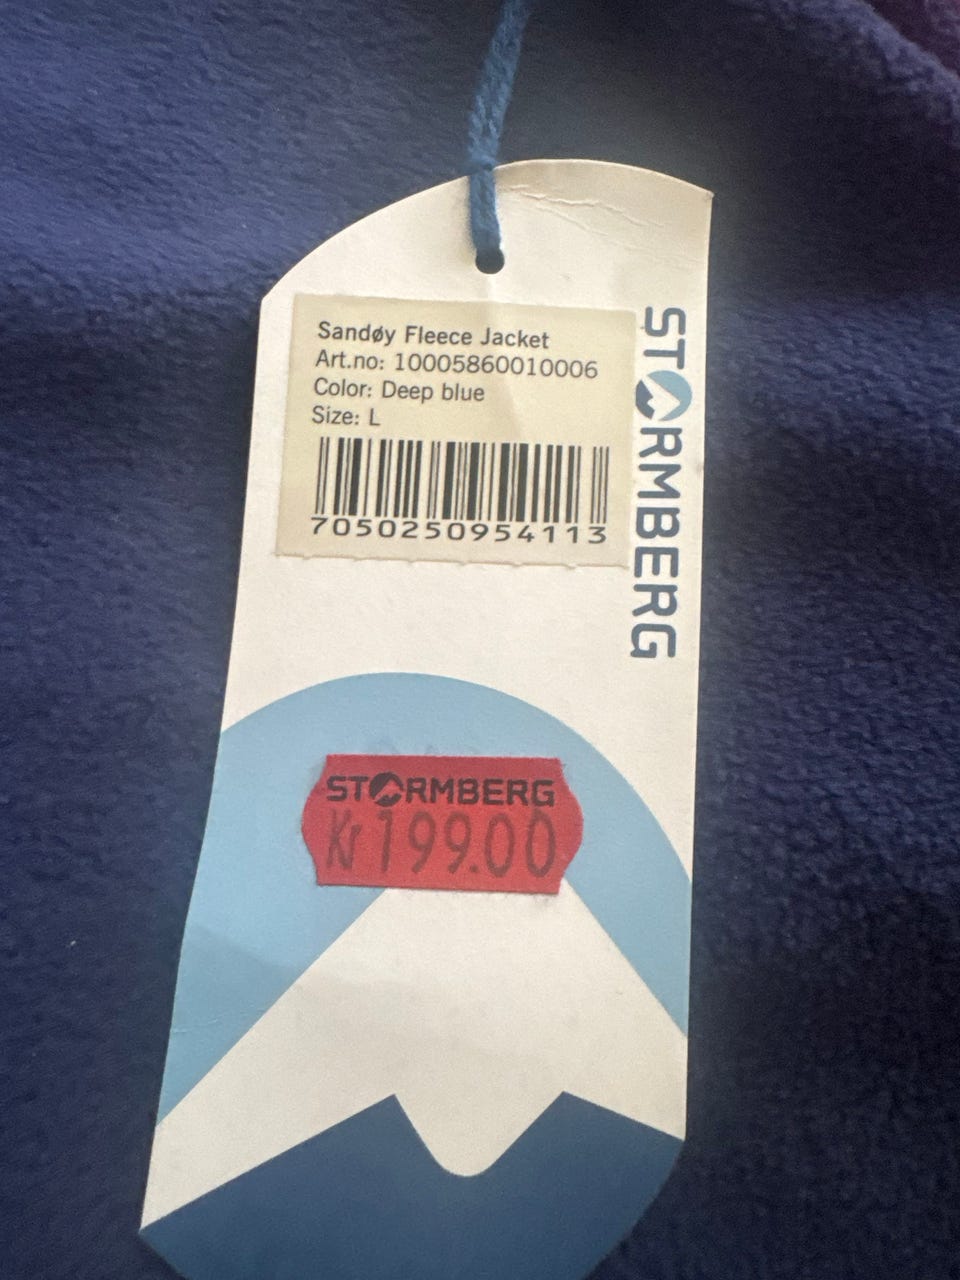 Sandøy Fleece Jacket
Art.no: 10005860010006
Color: Deep blue
Size: L
7050250954113
STORMBERG
STORMBERG
Kr 199.00